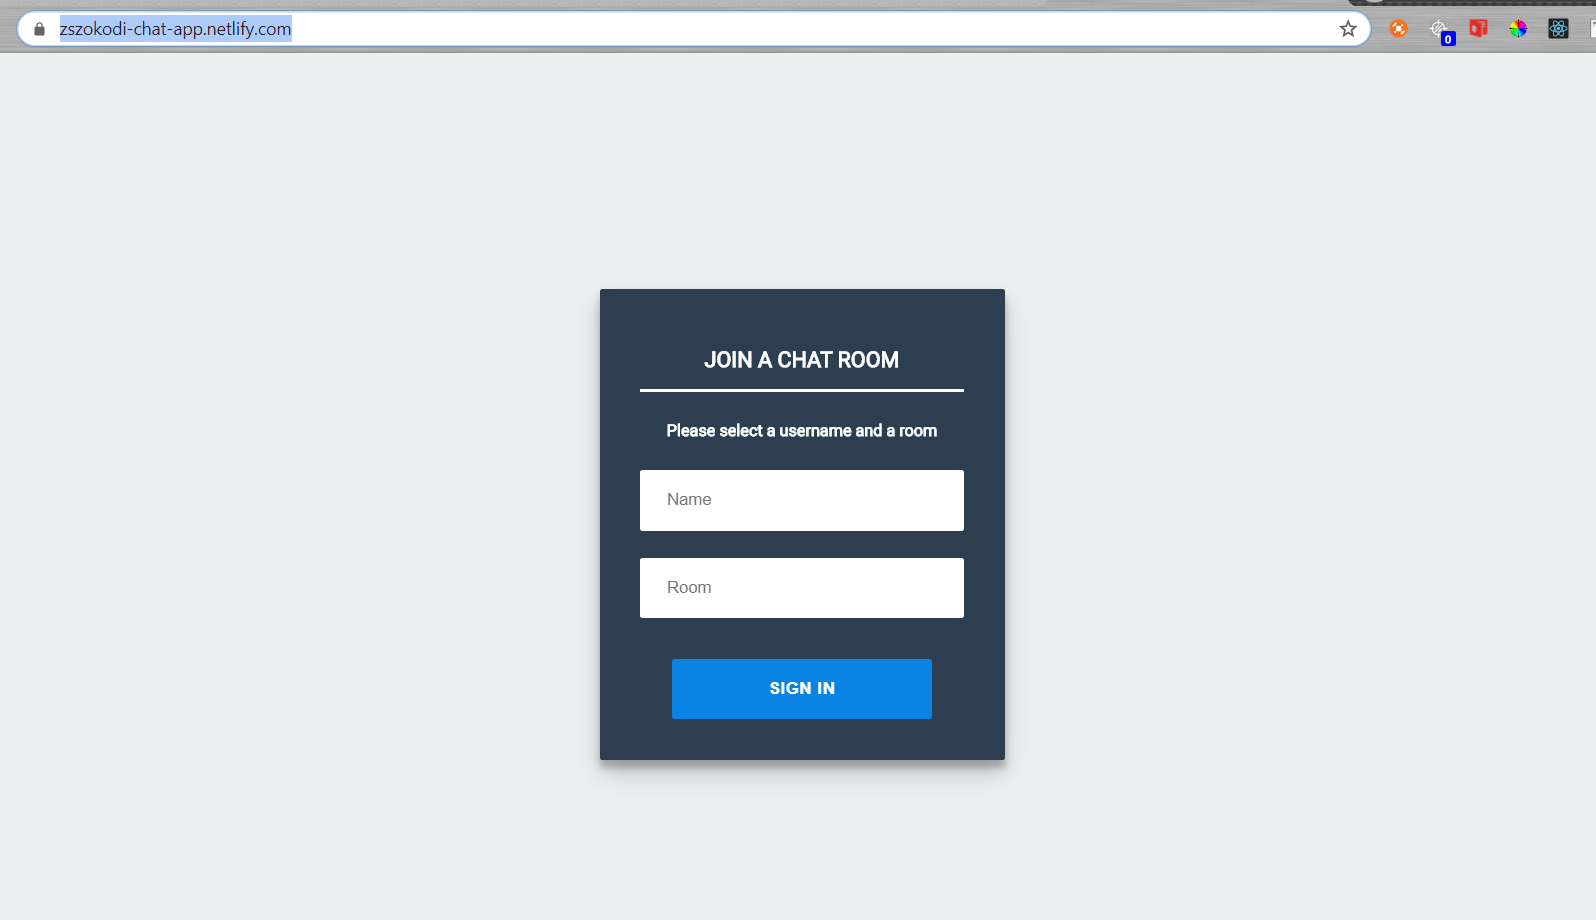 zszokodi-chat-app.netlify.com
0
JOIN A CHAT ROOM
Please select a username and a room
Name
Room
SIGN IN